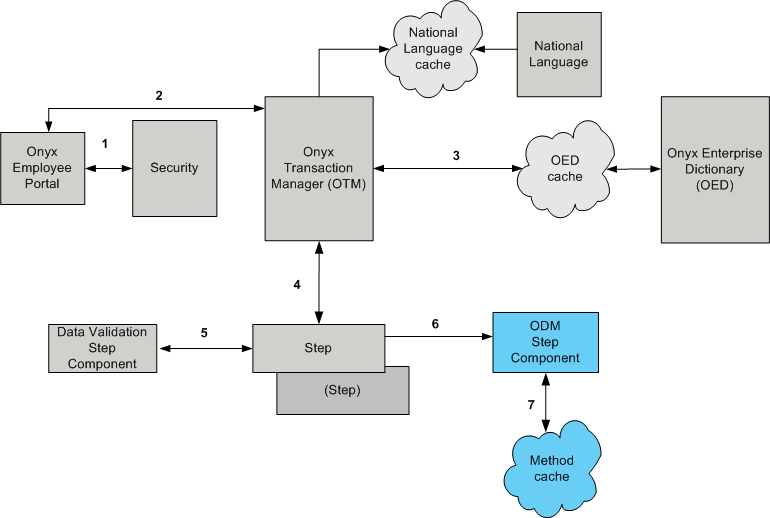 National
Language
cache
National
Language
2
1
Onyx
Employee
Portal
Security
Onyx
Transaction
Manager (OTM)
3
OED
cache
Onyx Enterprise
Dictionary
(OED)
4
Data Validation
Step
Component
5
Step
(Step)
6
ODM
Step
Component
7
Method
cache